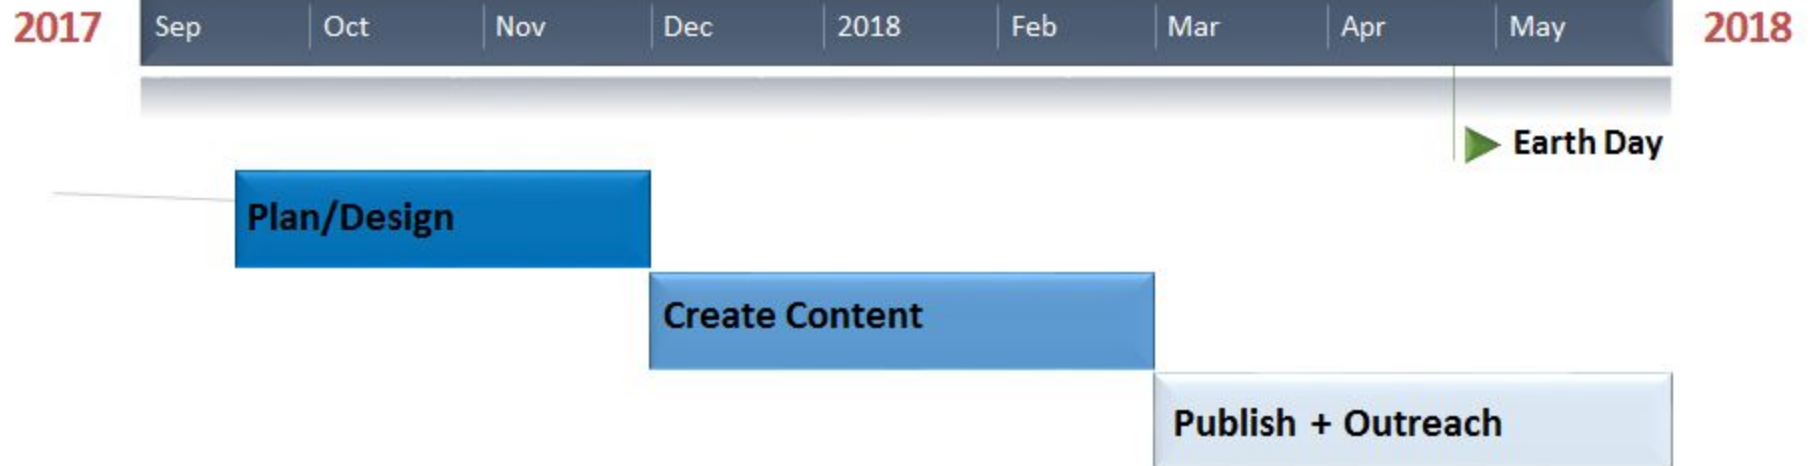 2017 Sep Oct Nov Dec 2018 Feb Mar Apr May 2018
Earth Day
Plan/Design
Create Content
Publish + Outreach